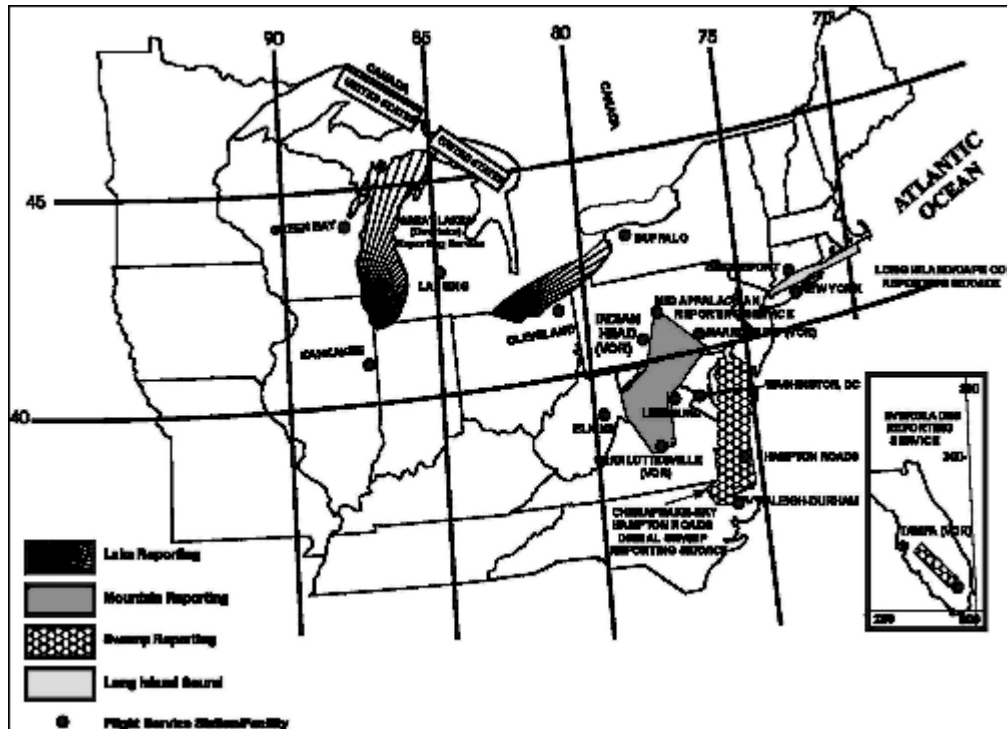 90
85
80
75
70
CANADA
UNITED STATES
CANADA
UNITED STATES
ATLANTIC
OCEAN
45
GREEN BAY
GREAT LAKES
Reporting Service
LANSING
BUFFALO
NEW YORK
LONG ISLAND/CAPE COD
REPORTING SERVICE
MID APPALACHIAN
REPORTING SERVICE
CLEVELAND
INDIAN
HEAD
(VOR)
(VOR)
KANKAKEE
WASHINGTON, DC
40
ELKINS
CHARLOTTESVILLE
(VOR)
HAMPTON ROADS
RALEIGH-DURHAM
CHESAPEAKE-BAY
HAMPTON ROADS
DISMAL SWAMP
REPORTING SERVICE
EVERGLADES
REPORTING
SERVICE
TAMPA (VOR)
Lake Reporting
Mountain Reporting
Swamp Reporting
Long Island Sound
Flight Service Station/Facility